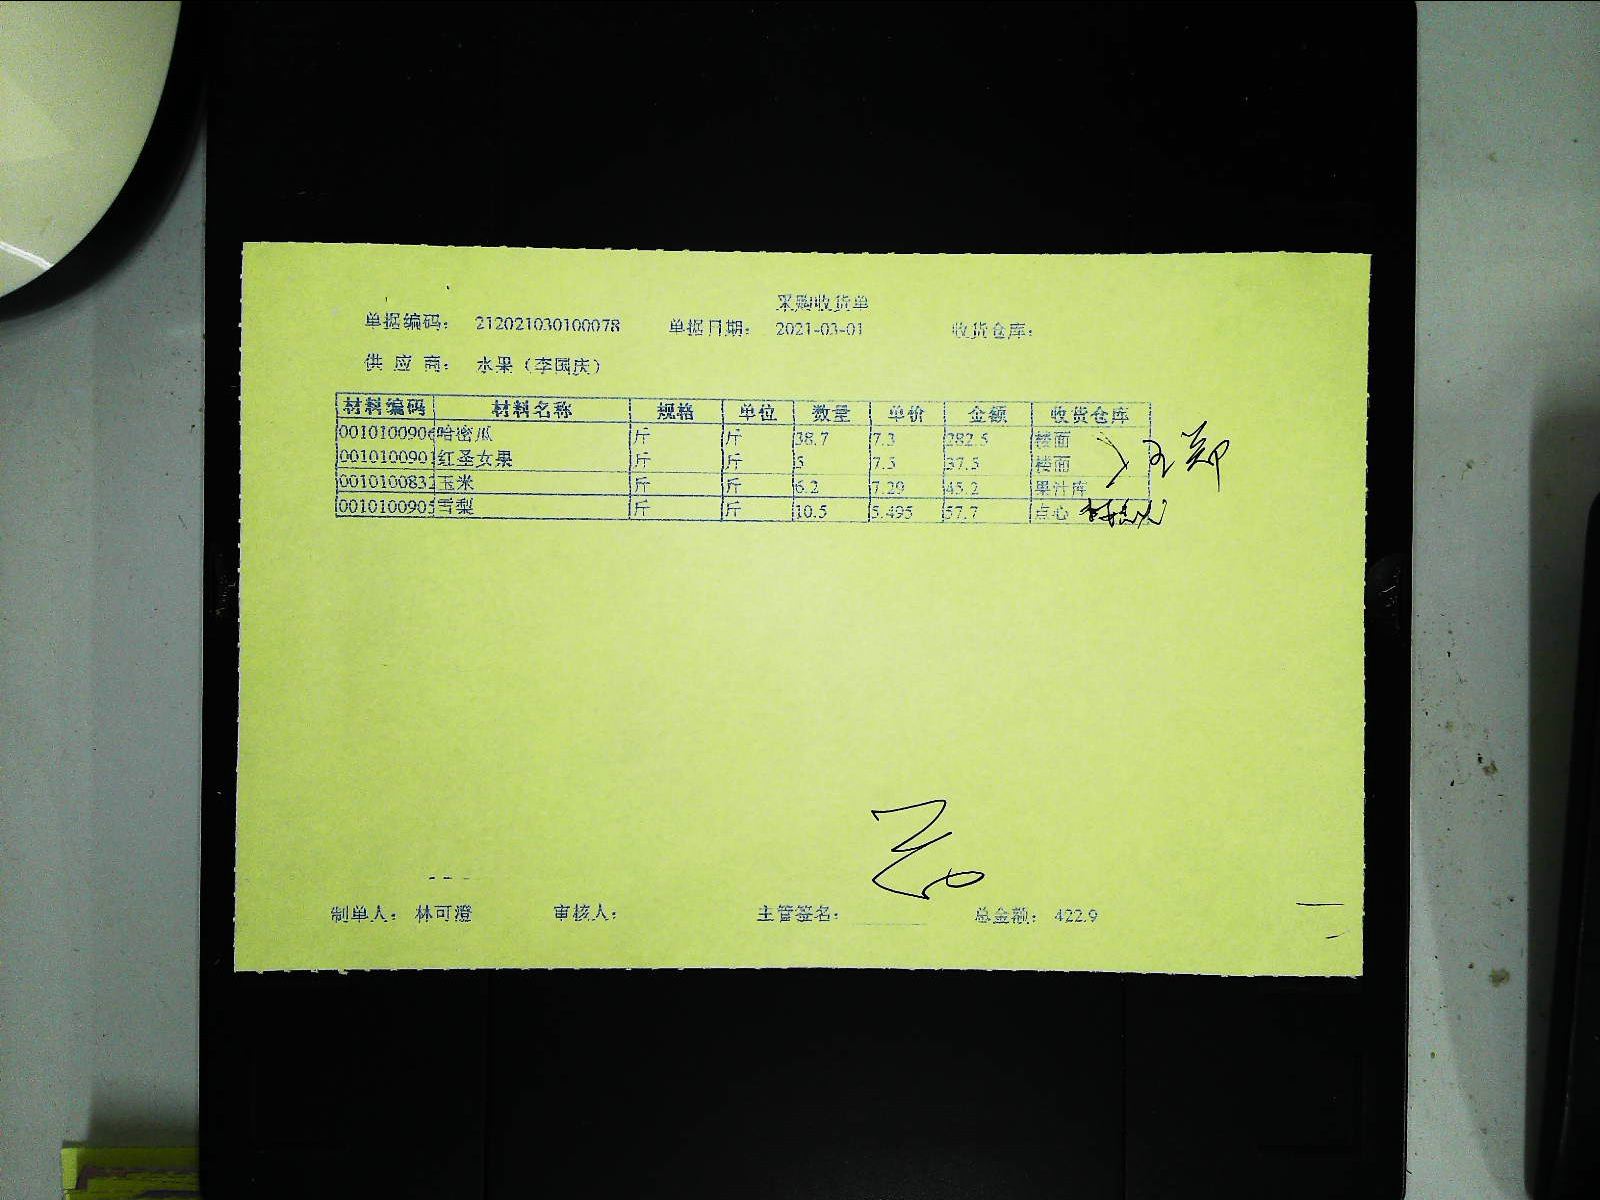 采购收货单
单据编码： 212021030100078 单据日期： 2021-03-01 收货仓库：
供 应 商： 水果（李国庆）
材料编码 材料名称 规格 单位 数量 单价 金额 收货仓库
0010100906 哈密瓜 斤 斤 38.7 7.3 282.5 楼面
0010100901 红圣女果 斤 斤 5 7.5 37.5 楼面
0010100832 玉米 斤 斤 6.2 7.29 45.2 果汁库
0010100905 雪梨 斤 斤 10.5 5.495 57.7 点心
制单人： 林可澄 审核人： 主管签名： 总金额： 422.9